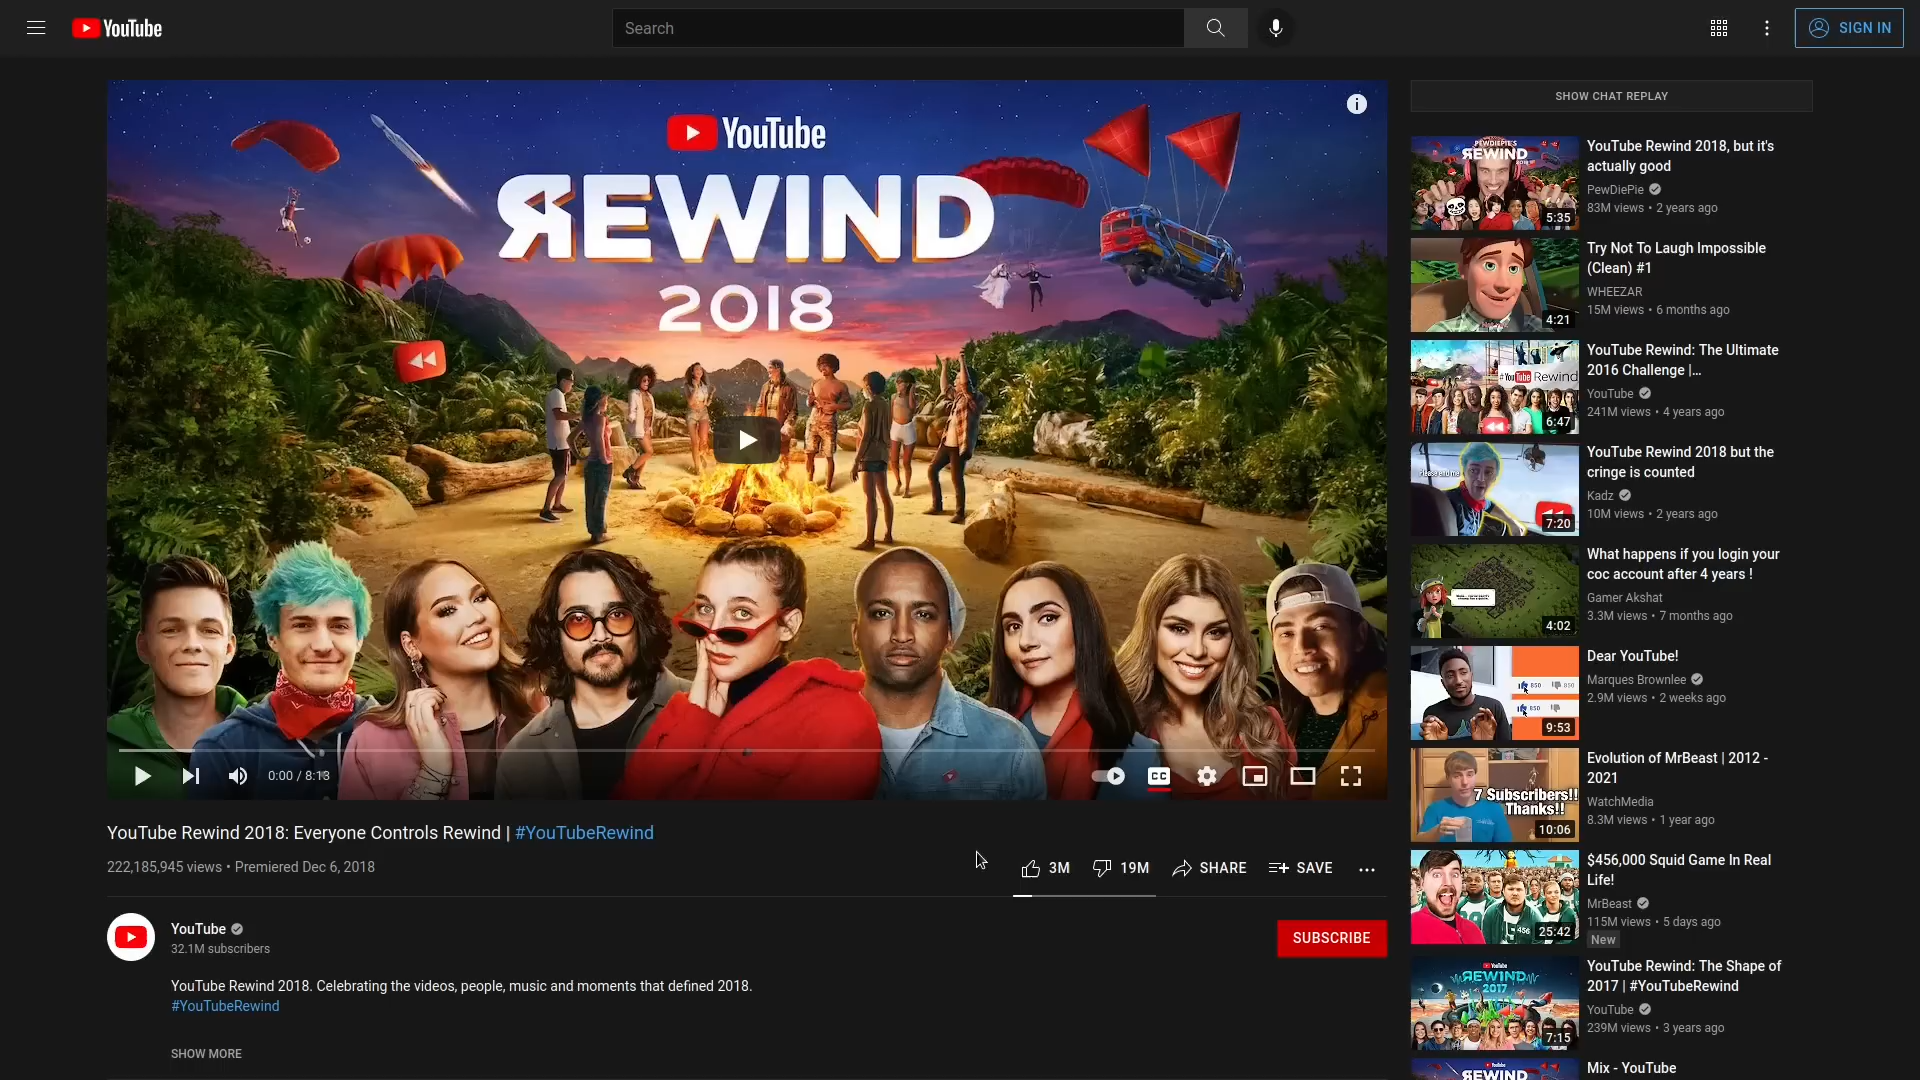 YouTube
Search
SIGN IN
YouTube
REWIND
2018
0:00 / 8:13
CC
YouTube Rewind 2018: Everyone Controls Rewind | #YouTubeRewind
222,185,945 views • Premiered Dec 6, 2018
3M
19M
SHARE
SAVE
YouTube
32.1M subscribers
SUBSCRIBE
YouTube Rewind 2018. Celebrating the videos, people, music and moments that defined 2018.
#YouTubeRewind
SHOW MORE
SHOW CHAT REPLAY
PEWDIEPIE'S
REWIND
5:35
YouTube Rewind 2018, but it's
actually good
PewDiePie
83M views • 2 years ago
4:21
Try Not To Laugh Impossible
(Clean) #1
WHEEZAR
15M views • 6 months ago
#YouTube Rewind
6:47
YouTube Rewind: The Ultimate
2016 Challenge |...
YouTube
241M views • 4 years ago
7:20
YouTube Rewind 2018 but the
cringe is counted
Kadz
10M views • 2 years ago
4:02
What happens if you login your
coc account after 4 years !
Gamer Akshat
3.3M views • 7 months ago
850
850
850
9:53
Dear YouTube!
Marques Brownlee
2.9M views • 2 weeks ago
7 Subscribers!!
Thanks!!
10:06
Evolution of MrBeast | 2012 -
2021
WatchMedia
8.3M views • 1 year ago
456
25:42
$456,000 Squid Game In Real
Life!
MrBeast
115M views • 5 days ago
New
YouTube
REWIND
2017
7:15
YouTube Rewind: The Shape of
2017 | #YouTubeRewind
YouTube
239M views • 3 years ago
YouTube
REWIND
Mix - YouTube